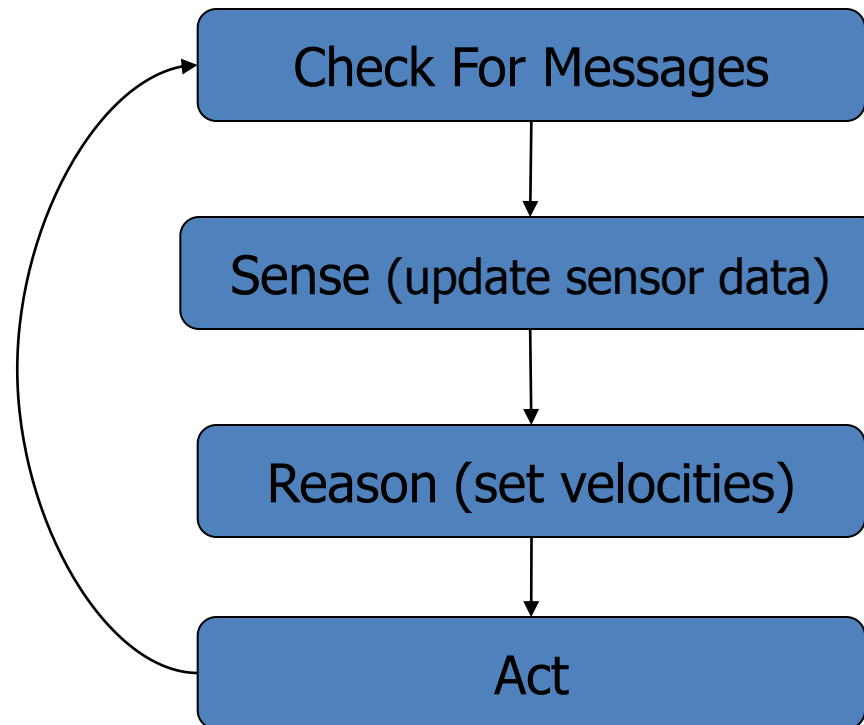 Check For Messages
Sense (update sensor data)
Reason (set velocities)
Act